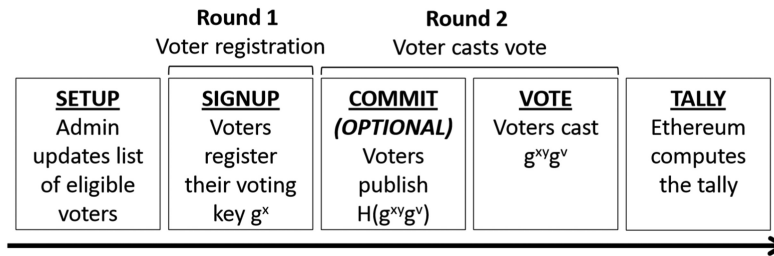 Round 1
Voter registration
Round 2
Voter casts vote
SETUP
Admin
updates list
of eligible
voters
SIGNUP
Voters
register
their voting
key gˣ
COMMIT
(OPTIONAL)
Voters
publish
H(gˣʸgᵛ)
VOTE
Voters cast
gˣʸgᵛ
TALLY
Ethereum
computes
the tally